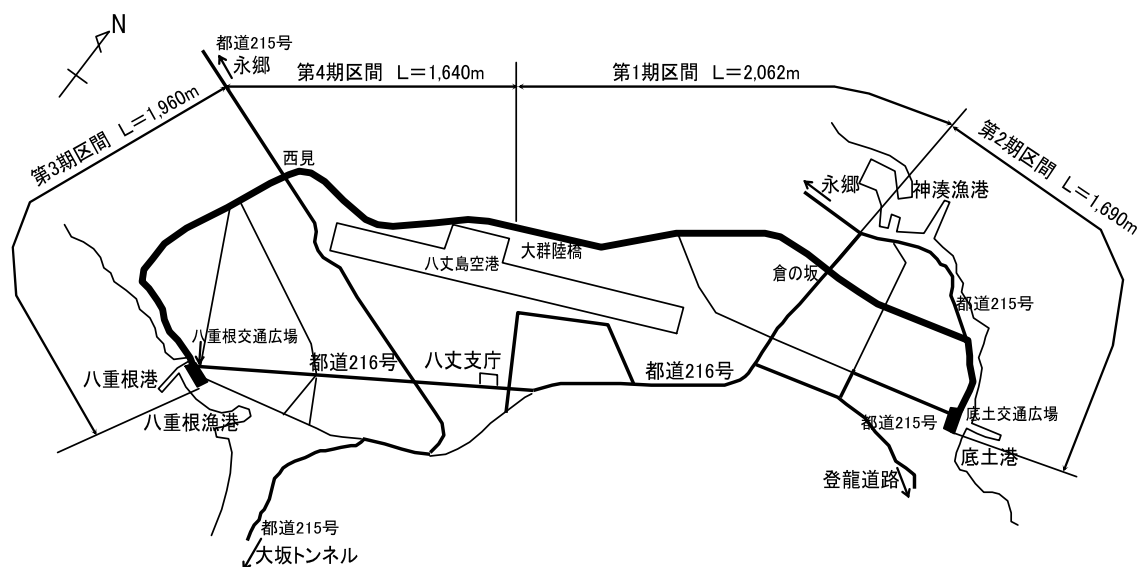 N
都道215号
永郷
第4期区間 L=1,640m
第1期区間 L=2,062m
第3期区間 L=1,960m
第2期区間 L=1,690m
西見
永郷
神湊漁港
大群陸橋
八丈島空港
倉の坂
都道215号
八重根交通広場
都道216号
八丈支庁
都道216号
八重根港
八重根漁港
都道215号
底土交通広場
底土港
登龍道路
都道215号
大坂トンネル